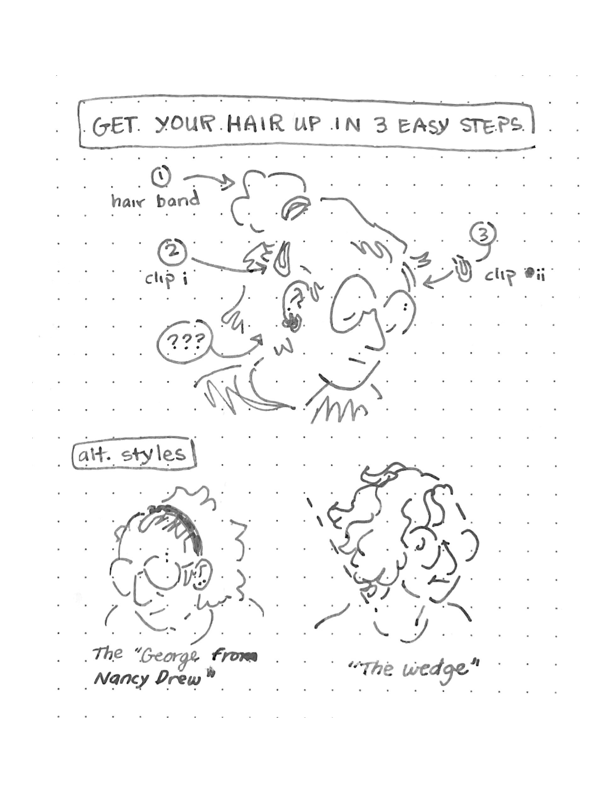 GET YOUR HAIR UP IN 3 EASY STEPS
1
hair band
2
clip i
3
clip ii
???
alt. styles
The "George from
Nancy Drew"
"The wedge"